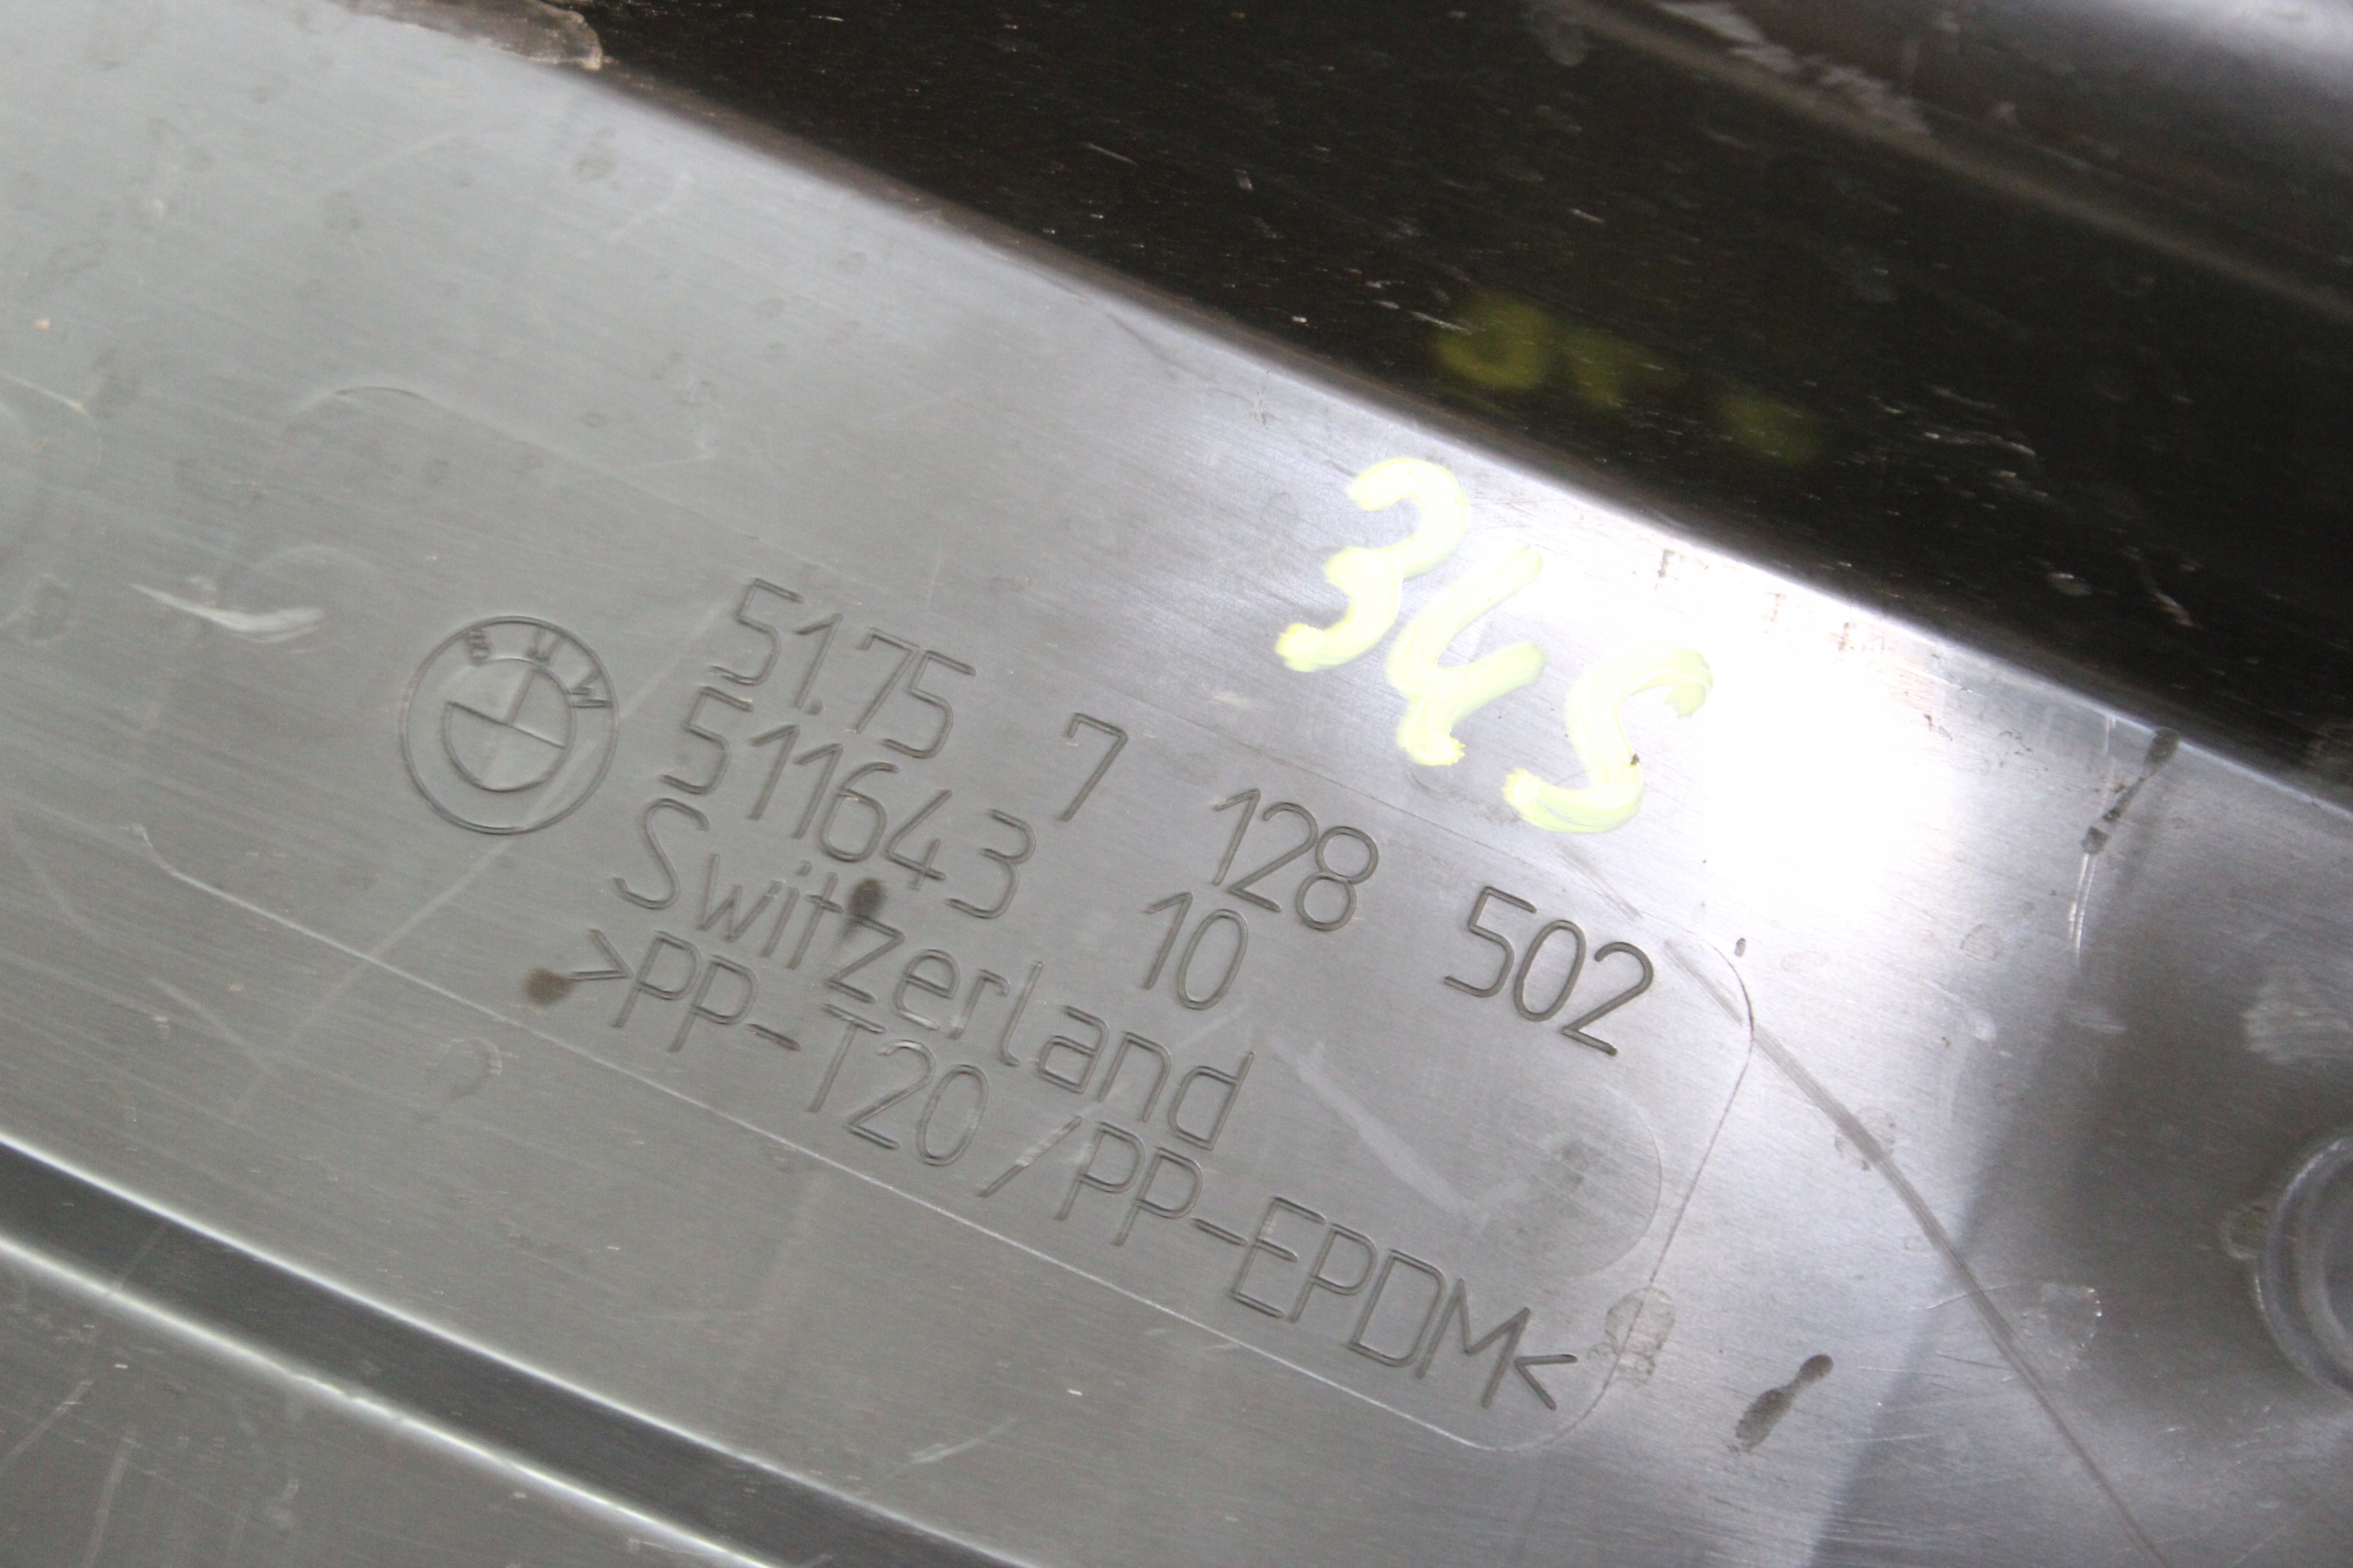 345
BMW
51.75 7 128 502
511643 10
Switzerland
>PP-T20/PP-EPDM<